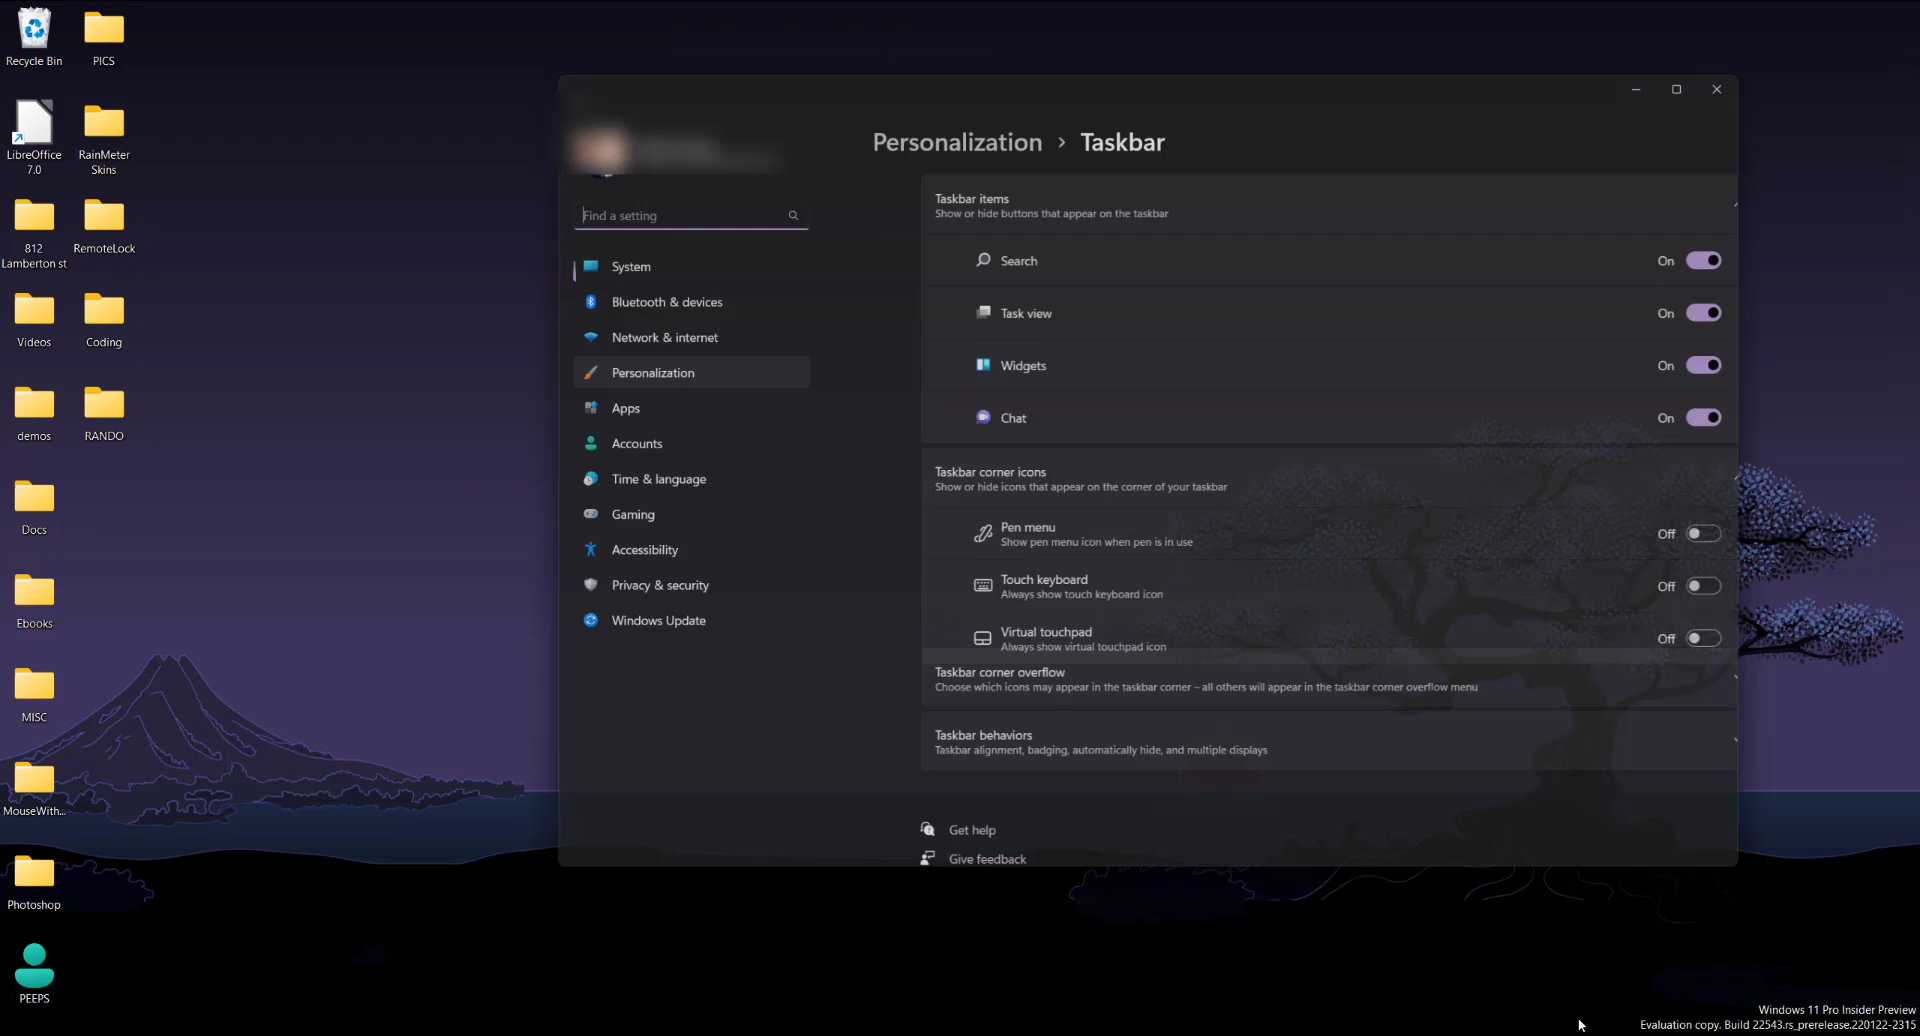 Recycle Bin
PICS
LibreOffice
7.0
RainMeter
Skins
812
Lamberton st
RemoteLock
Videos
Coding
demos
RANDO
Docs
Ebooks
MISC
MouseWith...
Photoshop
PEEPS
Find a setting
System
Bluetooth & devices
Network & internet
Personalization
Apps
Accounts
Time & language
Gaming
Accessibility
Privacy & security
Windows Update
Personalization > Taskbar
Taskbar items
Show or hide buttons that appear on the taskbar
Search On
Task view On
Widgets On
Chat On
Taskbar corner icons
Show or hide icons that appear on the corner of your taskbar
Pen menu
Show pen menu icon when pen is in use
Off
Touch keyboard
Always show touch keyboard icon
Off
Virtual touchpad
Always show virtual touchpad icon
Off
Taskbar corner overflow
Choose which icons may appear in the taskbar corner – all others will appear in the taskbar corner overflow menu
Taskbar behaviors
Taskbar alignment, badging, automatically hide, and multiple displays
Get help
Give feedback
Windows 11 Pro Insider Preview
Evaluation copy. Build 22543.rs_prerelease.220122-2315